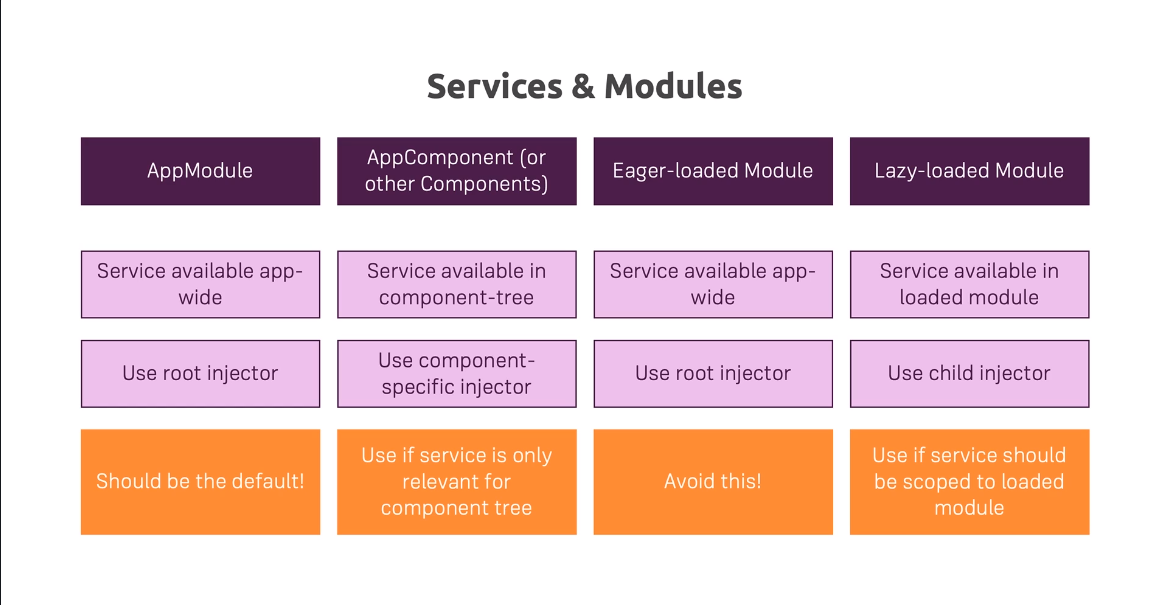 Services & Modules
AppModule
AppComponent (or
other Components)
Eager-loaded Module
Lazy-loaded Module
Service available app-
wide
Service available in
component-tree
Service available app-
wide
Service available in
loaded module
Use root injector
Use component-
specific injector
Use root injector
Use child injector
Should be the default!
Use if service is only
relevant for
component tree
Avoid this!
Use if service should
be scoped to loaded
module